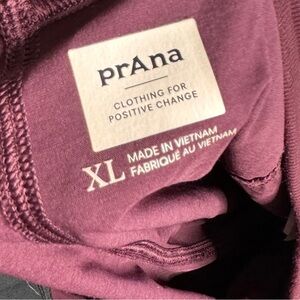 prAna
CLOTHING FOR
POSITIVE CHANGE
XL
MADE IN VIETNAM
FABRIQUÉ AU VIETNAM